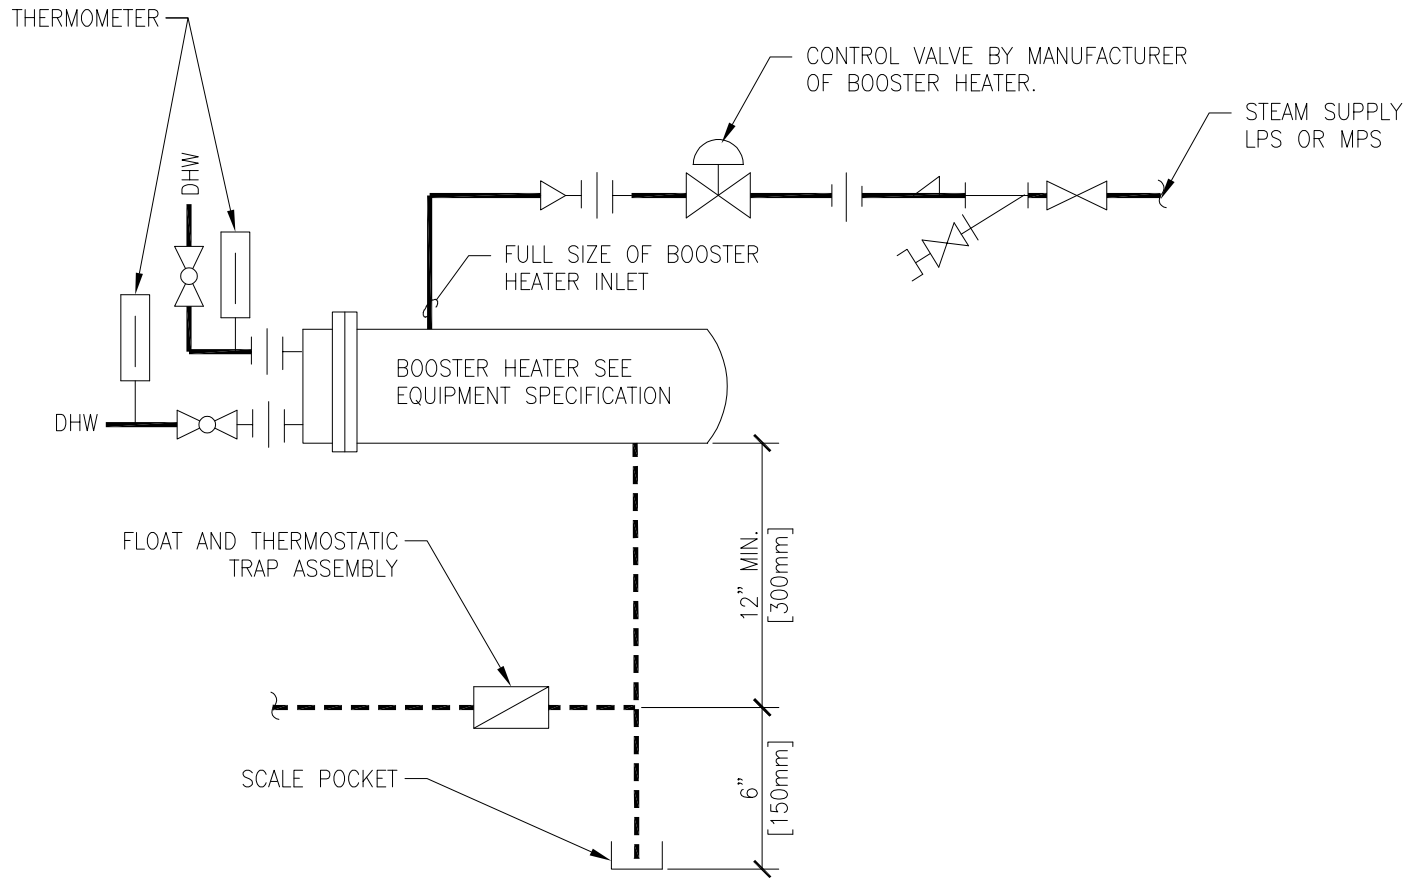 THERMOMETER
CONTROL VALVE BY MANUFACTURER
OF BOOSTER HEATER.
STEAM SUPPLY
LPS OR MPS
DHW
FULL SIZE OF BOOSTER
HEATER INLET
BOOSTER HEATER SEE
EQUIPMENT SPECIFICATION
DHW
FLOAT AND THERMOSTATIC
TRAP ASSEMBLY
12" MIN.
[300mm]
SCALE POCKET
6"
[150mm]